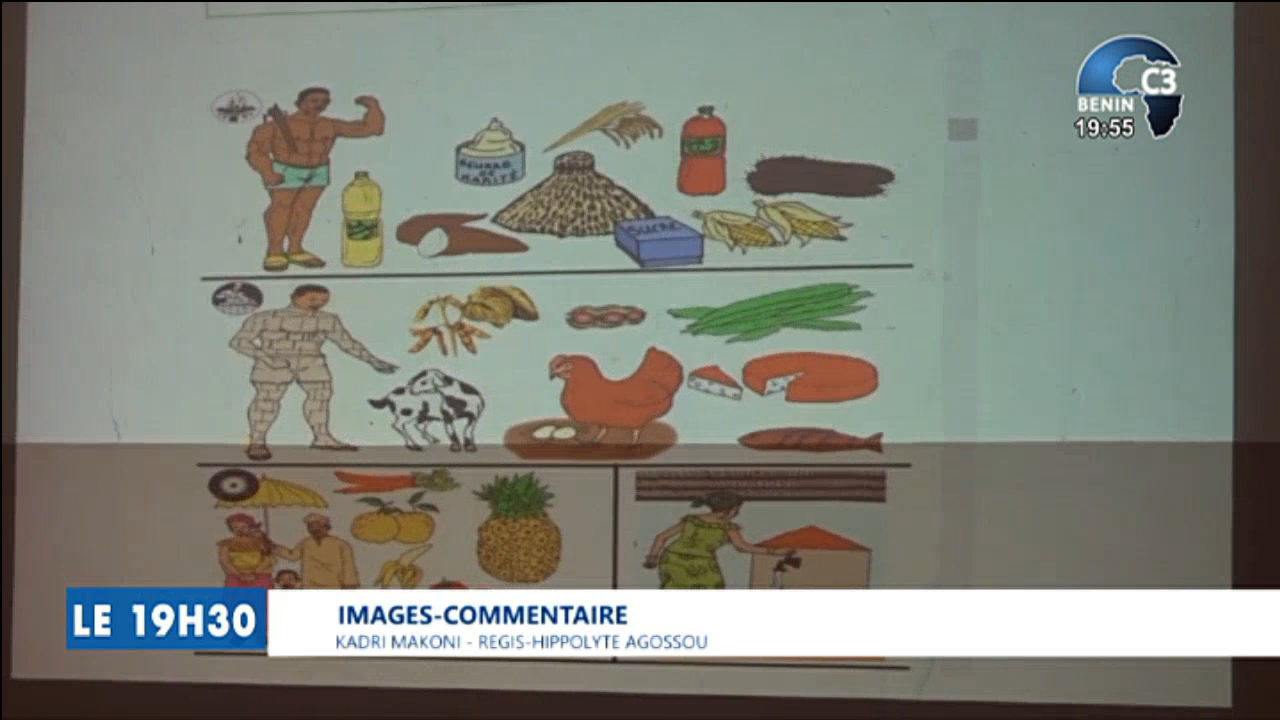 C3
BENIN
19:55
BEURRE
DE
KARITÉ
SUCRE
LE 19H30
IMAGES-COMMENTAIRE
KADRI MAKONI - REGIS-HIPPOLYTE AGOSSOU